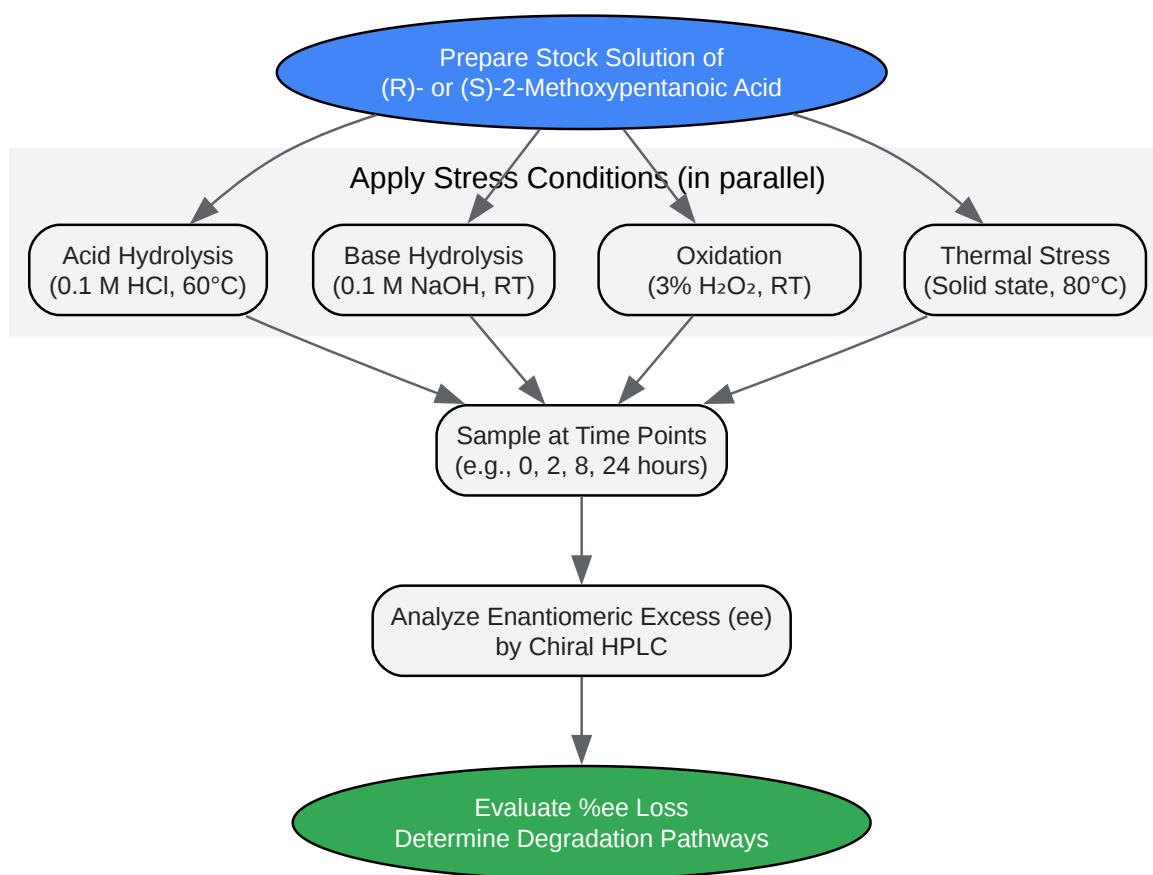 Prepare Stock Solution of
(R)- or (S)-2-Methoxypentanoic Acid
Apply Stress Conditions (in parallel)
Acid Hydrolysis
(0.1 M HCl, 60°C)
Base Hydrolysis
(0.1 M NaOH, RT)
Oxidation
(3% H₂O₂, RT)
Thermal Stress
(Solid state, 80°C)
Sample at Time Points
(e.g., 0, 2, 8, 24 hours)
Analyze Enantiomeric Excess (ee)
by Chiral HPLC
Evaluate %ee Loss
Determine Degradation Pathways